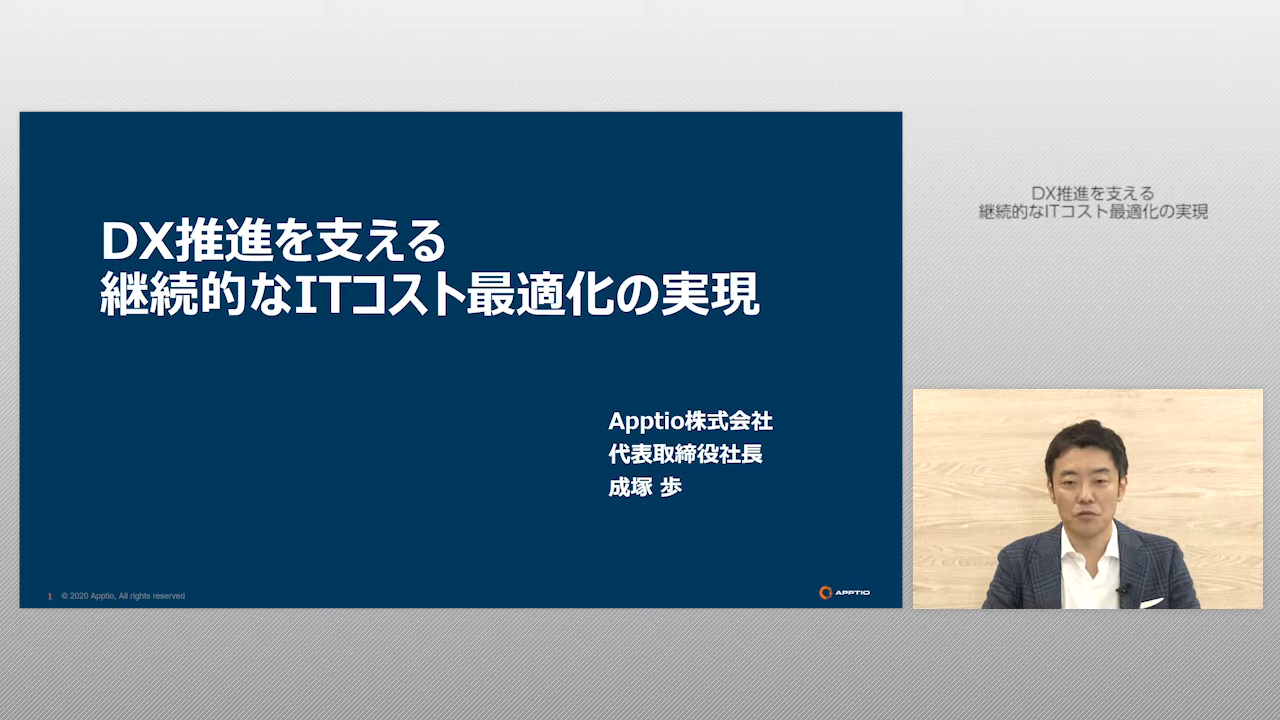 DX推進を支える
継続的なITコスト最適化の実現
Apptio株式会社
代表取締役社長
成塚 歩
1 © 2020 Apptio, All rights reserved
APPTIO
DX推進を支える
継続的なITコスト最適化の実現